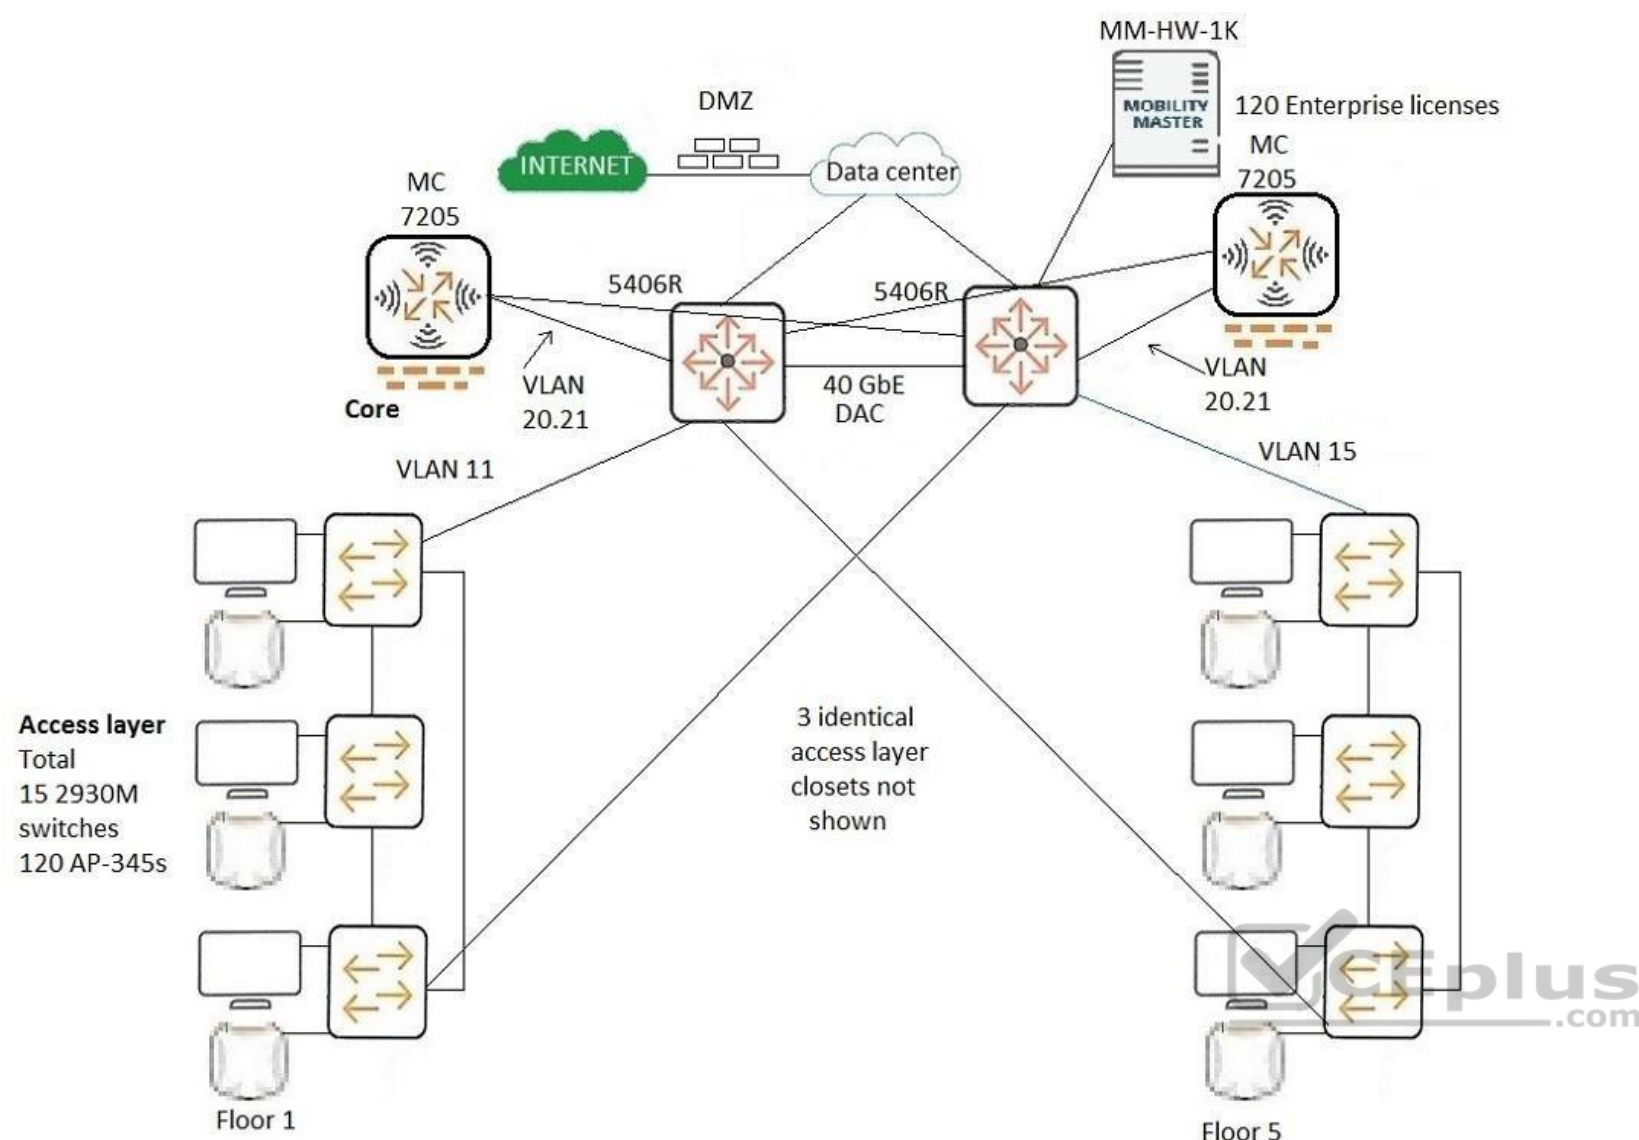 MM-HW-1K
DMZ
MOBILITY
MASTER
120 Enterprise licenses
INTERNET
Data center
MC
7205
MC
7205
5406R
5406R
40 GbE
DAC
VLAN
20.21
VLAN
20.21
Core
VLAN 11
VLAN 15
Access layer
Total
15 2930M
switches
120 AP-345s
3 identical
access layer
closets not
shown
Floor 1
Floor 5
CEplus
.com